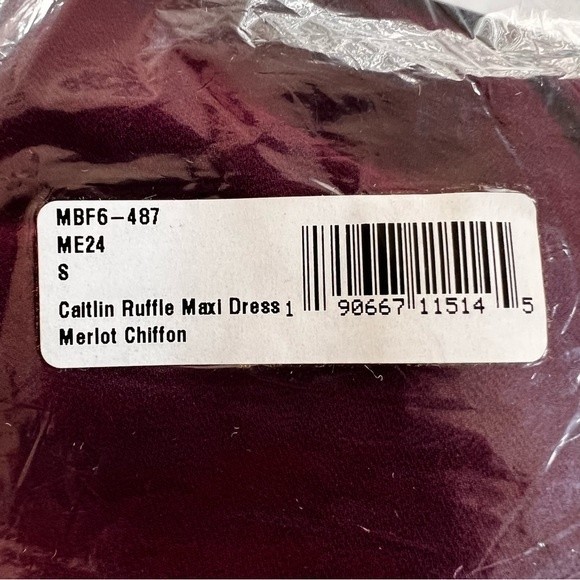 MBF6-487
ME24
S
Caitlin Ruffle Maxi Dress
Merlot Chiffon
1 90667 11514 5